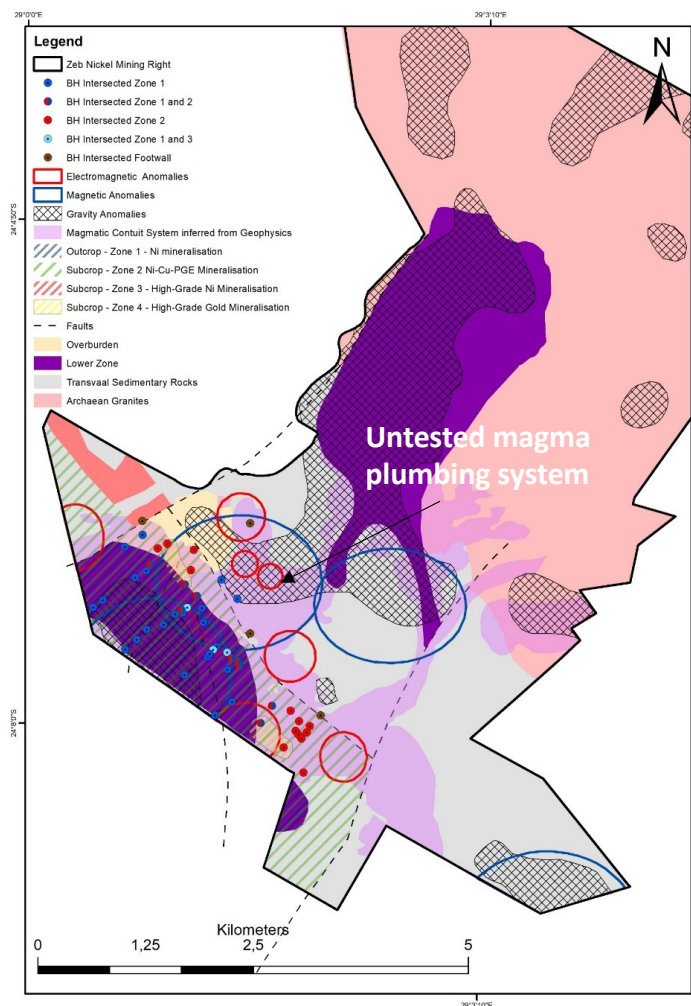 29°0'0"E
29°3'10"E
Legend
Zeb Nickel Mining Right
BH Intersected Zone 1
BH Intersected Zone 1 and 2
BH Intersected Zone 2
BH Intersected Zone 1 and 3
BH Intersected Footwall
Electromagnetic Anomalies
Magnetic Anomalies
Gravity Anomalies
Magmatic Contuit System inferred from Geophysics
Outcrop - Zone 1 - Ni mineralisation
Subcrop - Zone 2 Ni-Cu-PGE Mineralisation
Subcrop - Zone 3 - High-Grade Ni Mineralisation
Subcrop - Zone 4 - High-Grade Gold Mineralisation
Faults
Overburden
Lower Zone
Transvaal Sedimentary Rocks
Archaean Granites
N
24°4'50"S
Untested magma
plumbing system
24°8'0"S
Kilometers
0 1,25 2,5 5
29°3'10"E